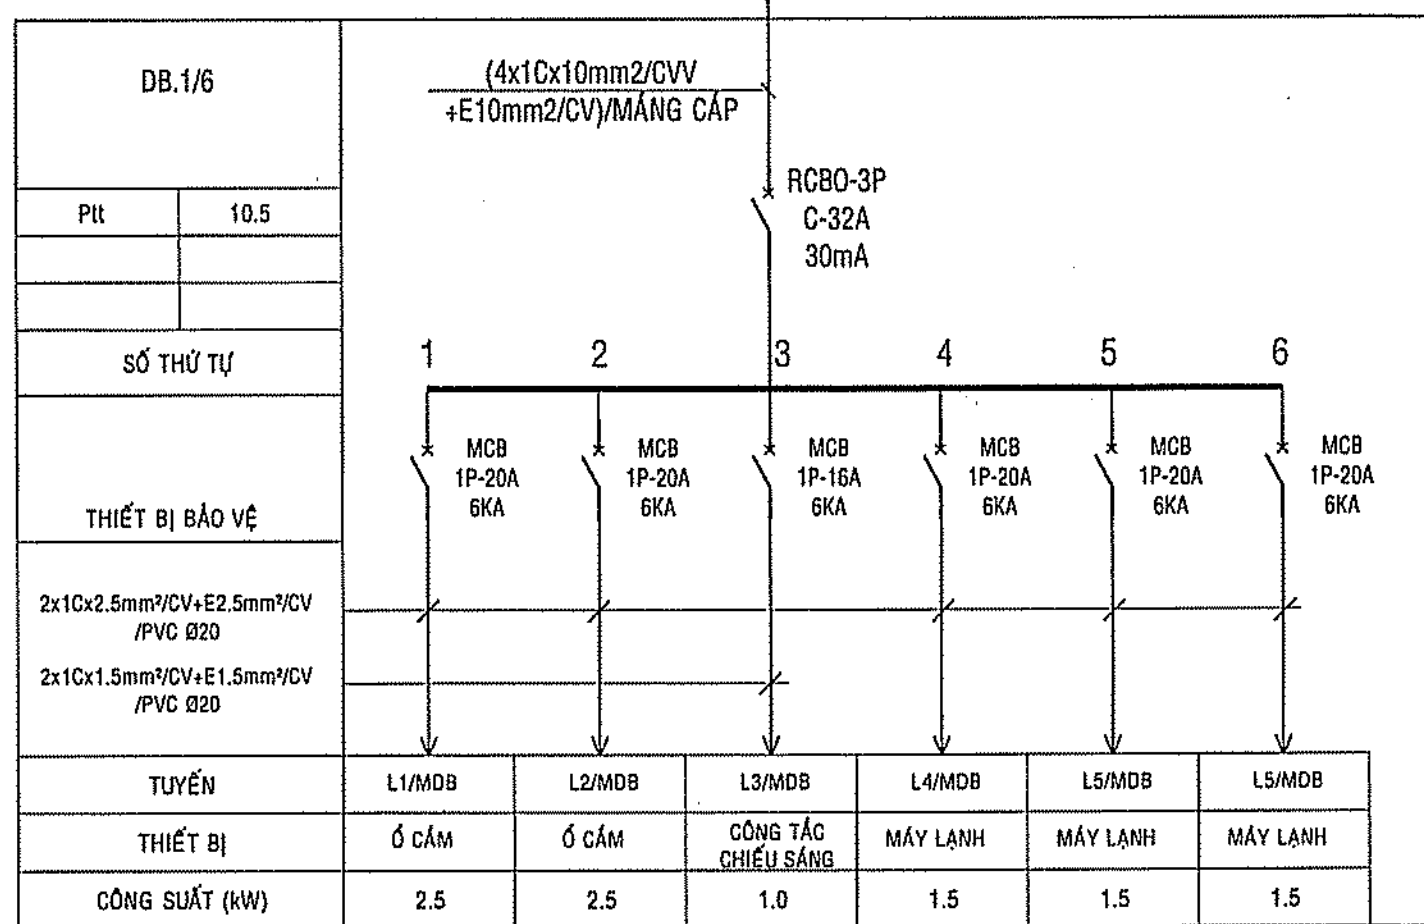 DB.1/6
(4x1Cx10mm2/CVV
+E10mm2/CV)/MÁNG CÁP
RCBO-3P
C-32A
30mA
Ptt 10.5
SỐ THỨ TỰ 1 2 3 4 5 6
THIẾT BỊ BẢO VỆ
MCB
1P-20A
6KA
MCB
1P-20A
6KA
MCB
1P-16A
6KA
MCB
1P-20A
6KA
MCB
1P-20A
6KA
MCB
1P-20A
6KA
2x1Cx2.5mm²/CV+E2.5mm²/CV
/PVC Ø20
2x1Cx1.5mm²/CV+E1.5mm²/CV
/PVC Ø20
TUYẾN L1/MDB L2/MDB L3/MDB L4/MDB L5/MDB L5/MDB
THIẾT BỊ Ổ CẮM Ổ CẮM CÔNG TẮC CHIẾU SÁNG MÁY LẠNH MÁY LẠNH MÁY LẠNH
CÔNG SUẤT (kW) 2.5 2.5 1.0 1.5 1.5 1.5